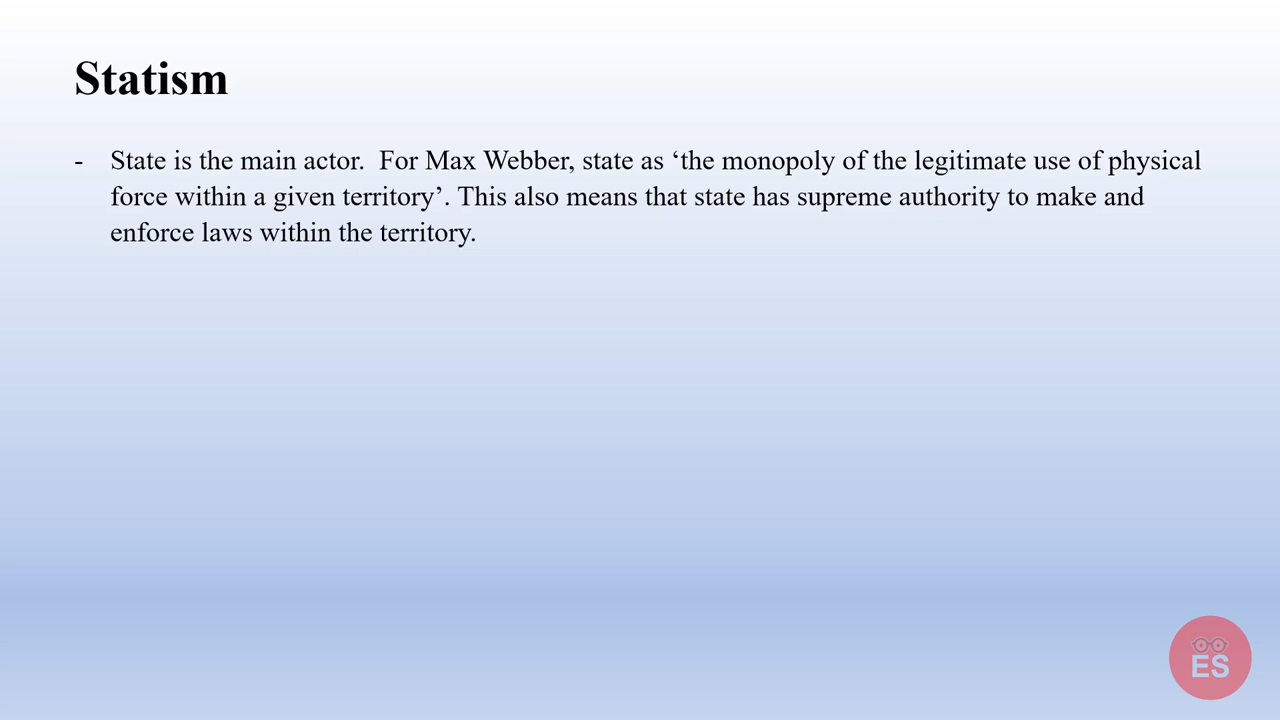 Statism
- State is the main actor.  For Max Webber, state as ‘the monopoly of the legitimate use of physical
force within a given territory’. This also means that state has supreme authority to make and
enforce laws within the territory.
ES